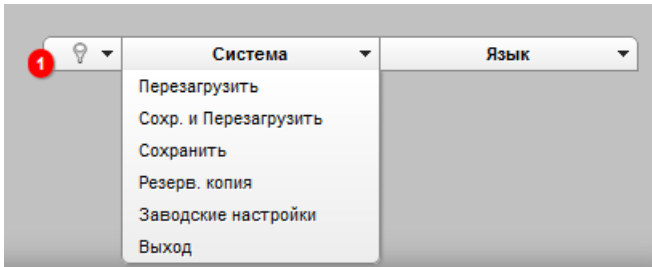 1 Система Язык
Перезагрузить
Сохр. и Перезагрузить
Сохранить
Резерв. копия
Заводские настройки
Выход